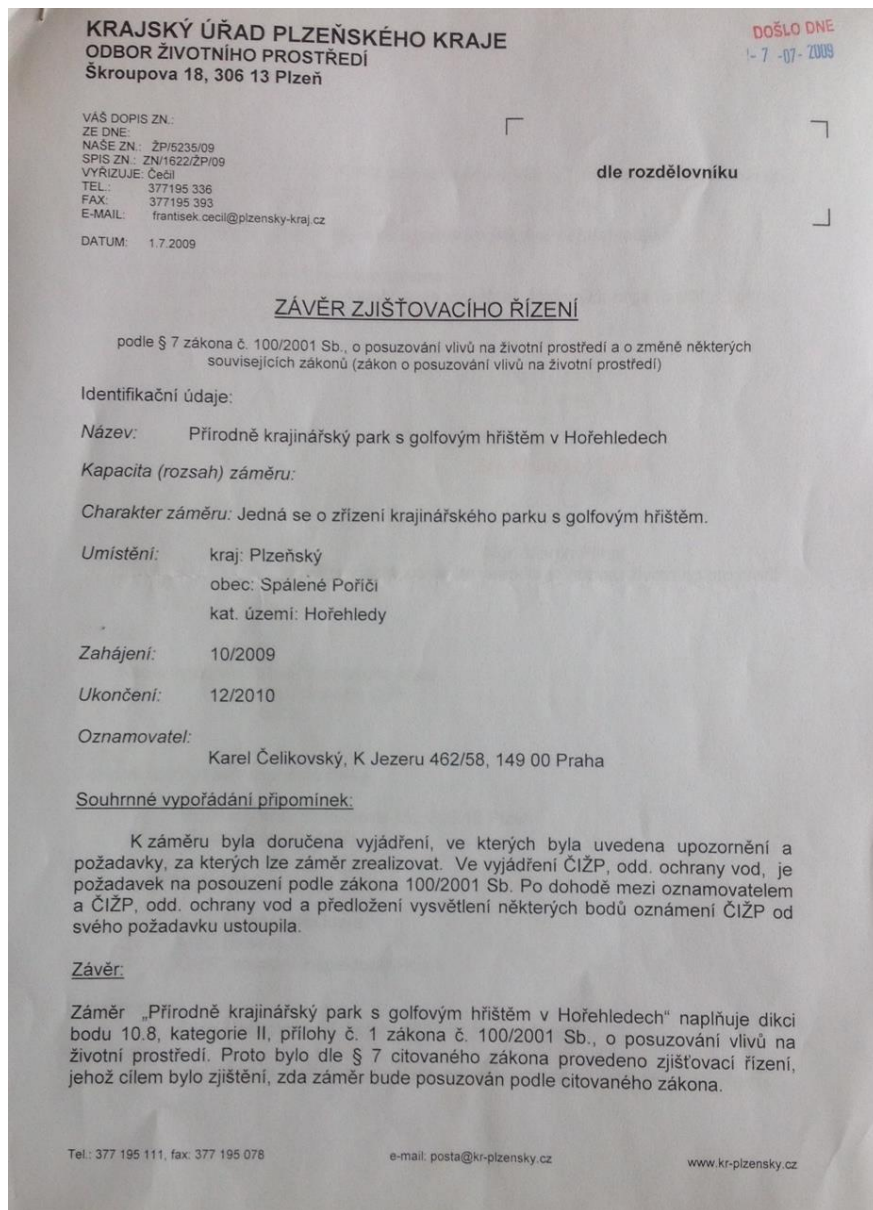 KRAJSKÝ ÚŘAD PLZEŇSKÉHO KRAJE
ODBOR ŽIVOTNÍHO PROSTŘEDÍ
Škroupova 18, 306 13 Plzeň
DOŠLO DNE
- 7 -07- 2009
VÁŠ DOPIS ZN.:
ZE DNE:
NAŠE ZN.: ŽP/5235/09
SPIS ZN.: ZN/1622/ŽP/09
VYŘIZUJE: Čečil
TEL.: 377195 336
FAX: 377195 393
E-MAIL: frantisek.cecil@plzensky-kraj.cz
DATUM: 1.7.2009
dle rozdělovníku
ZÁVĚR ZJIŠŤOVACÍHO ŘÍZENÍ
podle § 7 zákona č. 100/2001 Sb., o posuzování vlivů na životní prostředí a o změně některých
souvisejících zákonů (zákon o posuzování vlivů na životní prostředí)
Identifikační údaje:
Název: Přírodně krajinářský park s golfovým hřištěm v Hořehledech
Kapacita (rozsah) záměru:
Charakter záměru: Jedná se o zřízení krajinářského parku s golfovým hřištěm.
Umístění: kraj: Plzeňský
obec: Spálené Poříčí
kat. území: Hořehledy
Zahájení: 10/2009
Ukončení: 12/2010
Oznamovatel:
Karel Čelikovský, K Jezeru 462/58, 149 00 Praha
Souhrnné vypořádání připomínek:
K záměru byla doručena vyjádření, ve kterých byla uvedena upozornění a
požadavky, za kterých lze záměr zrealizovat. Ve vyjádření ČIŽP, odd. ochrany vod, je
požadavek na posouzení podle zákona 100/2001 Sb. Po dohodě mezi oznamovatelem
a ČIŽP, odd. ochrany vod a předložení vysvětlení některých bodů oznámení ČIŽP od
svého požadavku ustoupila.
Závěr:
Záměr „Přírodně krajinářský park s golfovým hřištěm v Hořehledech“ naplňuje dikci
bodu 10.8, kategorie II, přílohy č. 1 zákona č. 100/2001 Sb., o posuzování vlivů na
životní prostředí. Proto bylo dle § 7 citovaného zákona provedeno zjišťovací řízení,
jehož cílem bylo zjištění, zda záměr bude posuzován podle citovaného zákona.
Tel.: 377 195 111, fax: 377 195 078 e-mail: posta@kr-plzensky.cz www.kr-plzensky.cz